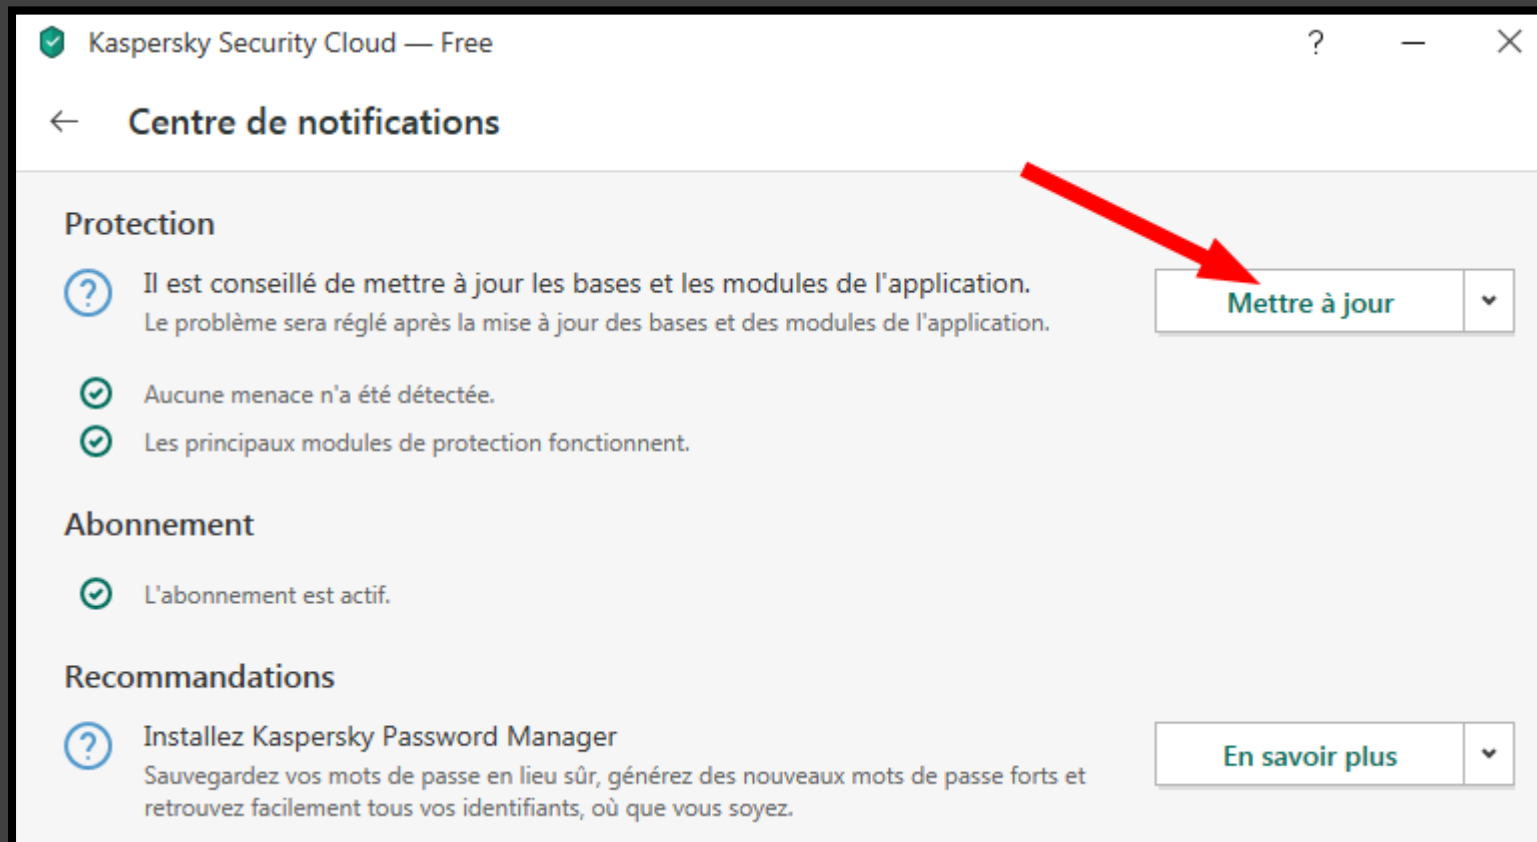 Kaspersky Security Cloud — Free
?
Centre de notifications
Protection
Il est conseillé de mettre à jour les bases et les modules de l'application.
Le problème sera réglé après la mise à jour des bases et des modules de l'application.
Mettre à jour
Aucune menace n'a été détectée.
Les principaux modules de protection fonctionnent.
Abonnement
L'abonnement est actif.
Recommandations
Installez Kaspersky Password Manager
Sauvegardez vos mots de passe en lieu sûr, générez des nouveaux mots de passe forts et
retrouvez facilement tous vos identifiants, où que vous soyez.
En savoir plus